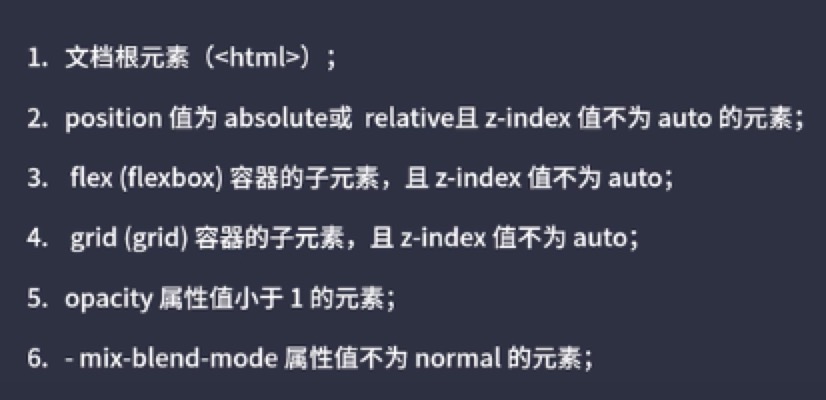 1. 文档根元素（<html>）;
2. position 值为 absolute或 relative且 z-index 值不为 auto 的元素；
3. flex (flexbox) 容器的子元素，且 z-index 值不为 auto；
4. grid (grid) 容器的子元素，且 z-index 值不为 auto；
5. opacity 属性值小于 1 的元素；
6. - mix-blend-mode 属性值不为 normal 的元素；